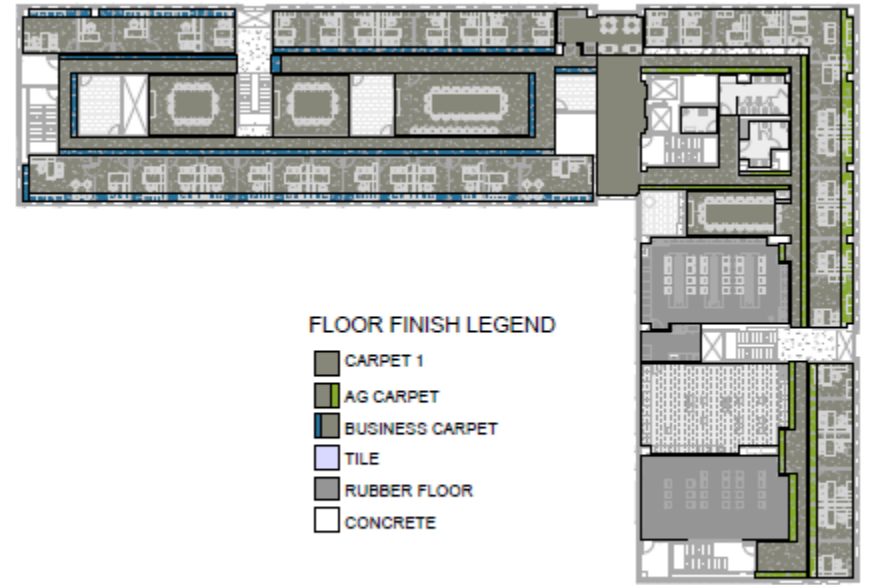 FLOOR FINISH LEGEND
CARPET 1
AG CARPET
BUSINESS CARPET
TILE
RUBBER FLOOR
CONCRETE